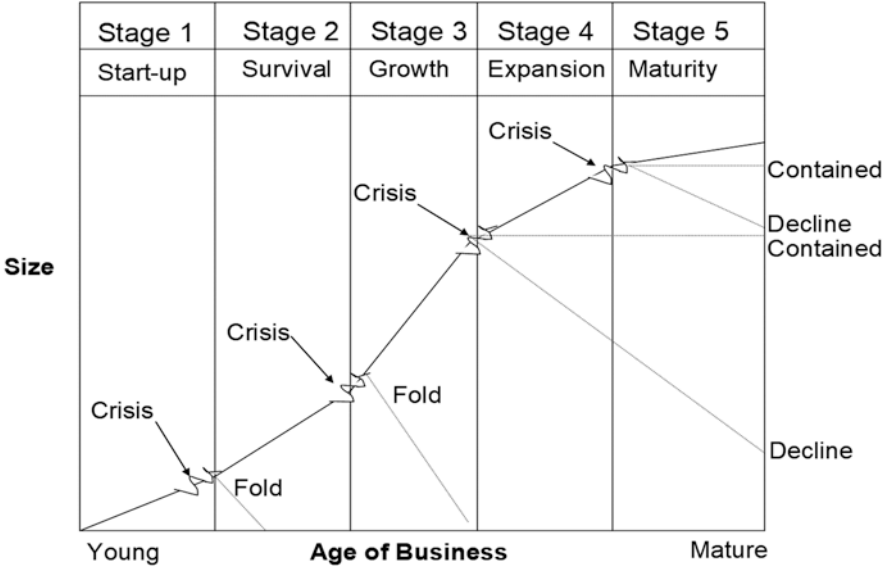 Stage 1 Stage 2 Stage 3 Stage 4 Stage 5
Start-up Survival Growth Expansion Maturity
Crisis
Contained
Crisis
Decline
Contained
Size
Crisis
Fold
Crisis
Decline
Fold
Young Age of Business Mature